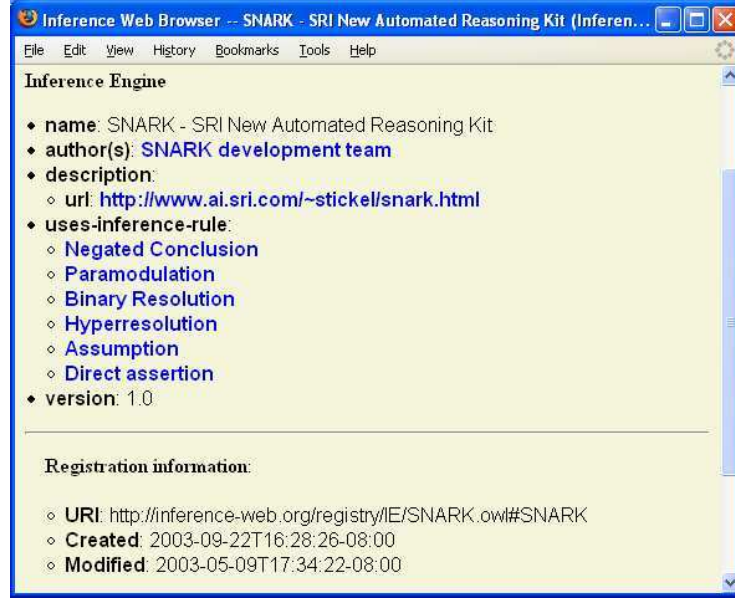 Inference Web Browser -- SNARK - SRI New Automated Reasoning Kit (Inferen...
File Edit View History Bookmarks Tools Help
Inference Engine
• name: SNARK - SRI New Automated Reasoning Kit
• author(s): SNARK development team
• description:
◦ url: http://www.ai.sri.com/~stickel/snark.html
• uses-inference-rule:
◦ Negated Conclusion
◦ Paramodulation
◦ Binary Resolution
◦ Hyperresolution
◦ Assumption
◦ Direct assertion
• version: 1.0
Registration information:
◦ URI: http://inference-web.org/registry/IE/SNARK.owl#SNARK
◦ Created: 2003-09-22T16:28:26-08:00
◦ Modified: 2003-05-09T17:34:22-08:00